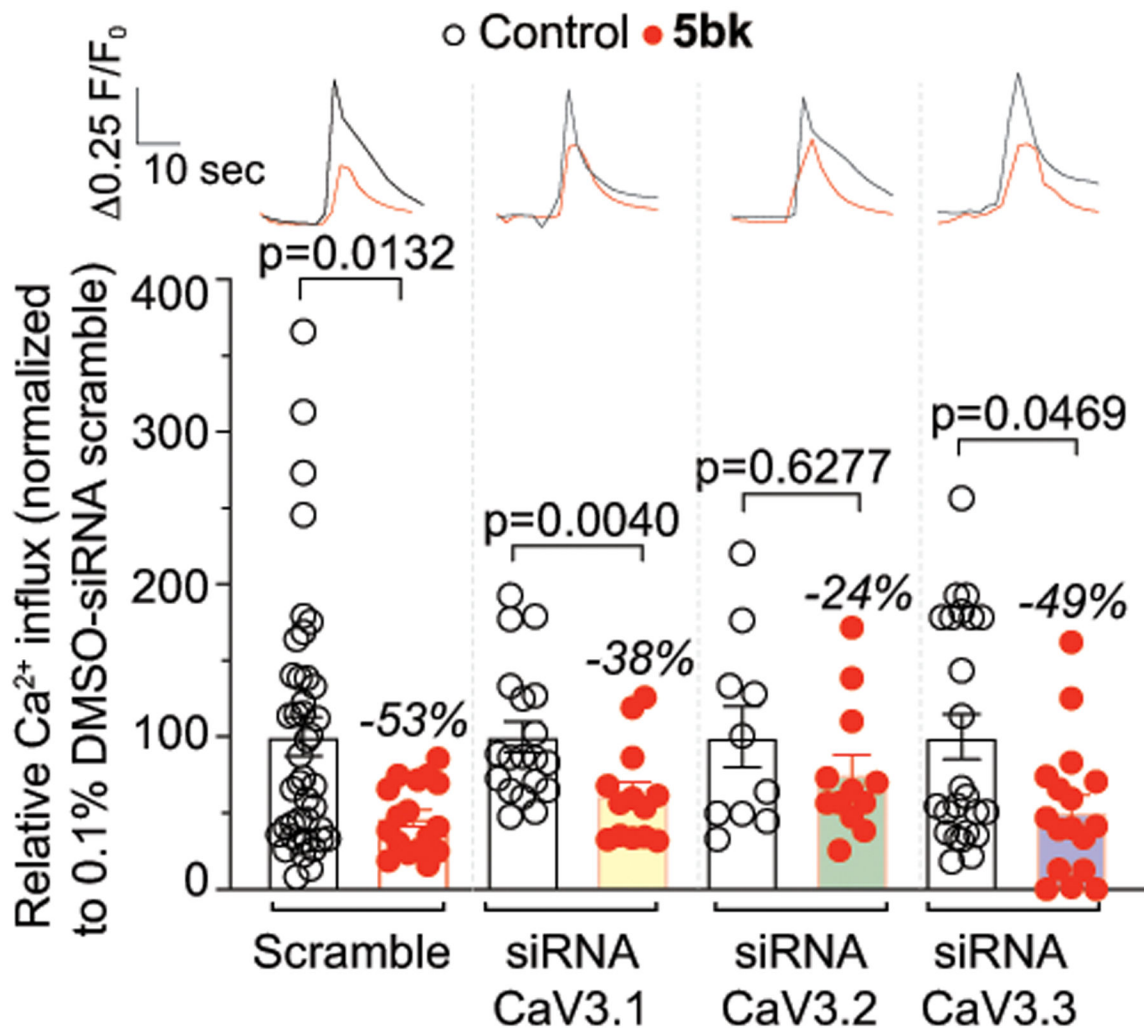 Control 5bk
Δ0.25 F/F₀
10 sec
Relative Ca²⁺ influx (normalized
to 0.1% DMSO-siRNA scramble)
400
300
200
100
0
p=0.0132
p=0.0040
p=0.6277
p=0.0469
-53%
-38%
-24%
-49%
Scramble
siRNA
CaV3.1
siRNA
CaV3.2
siRNA
CaV3.3